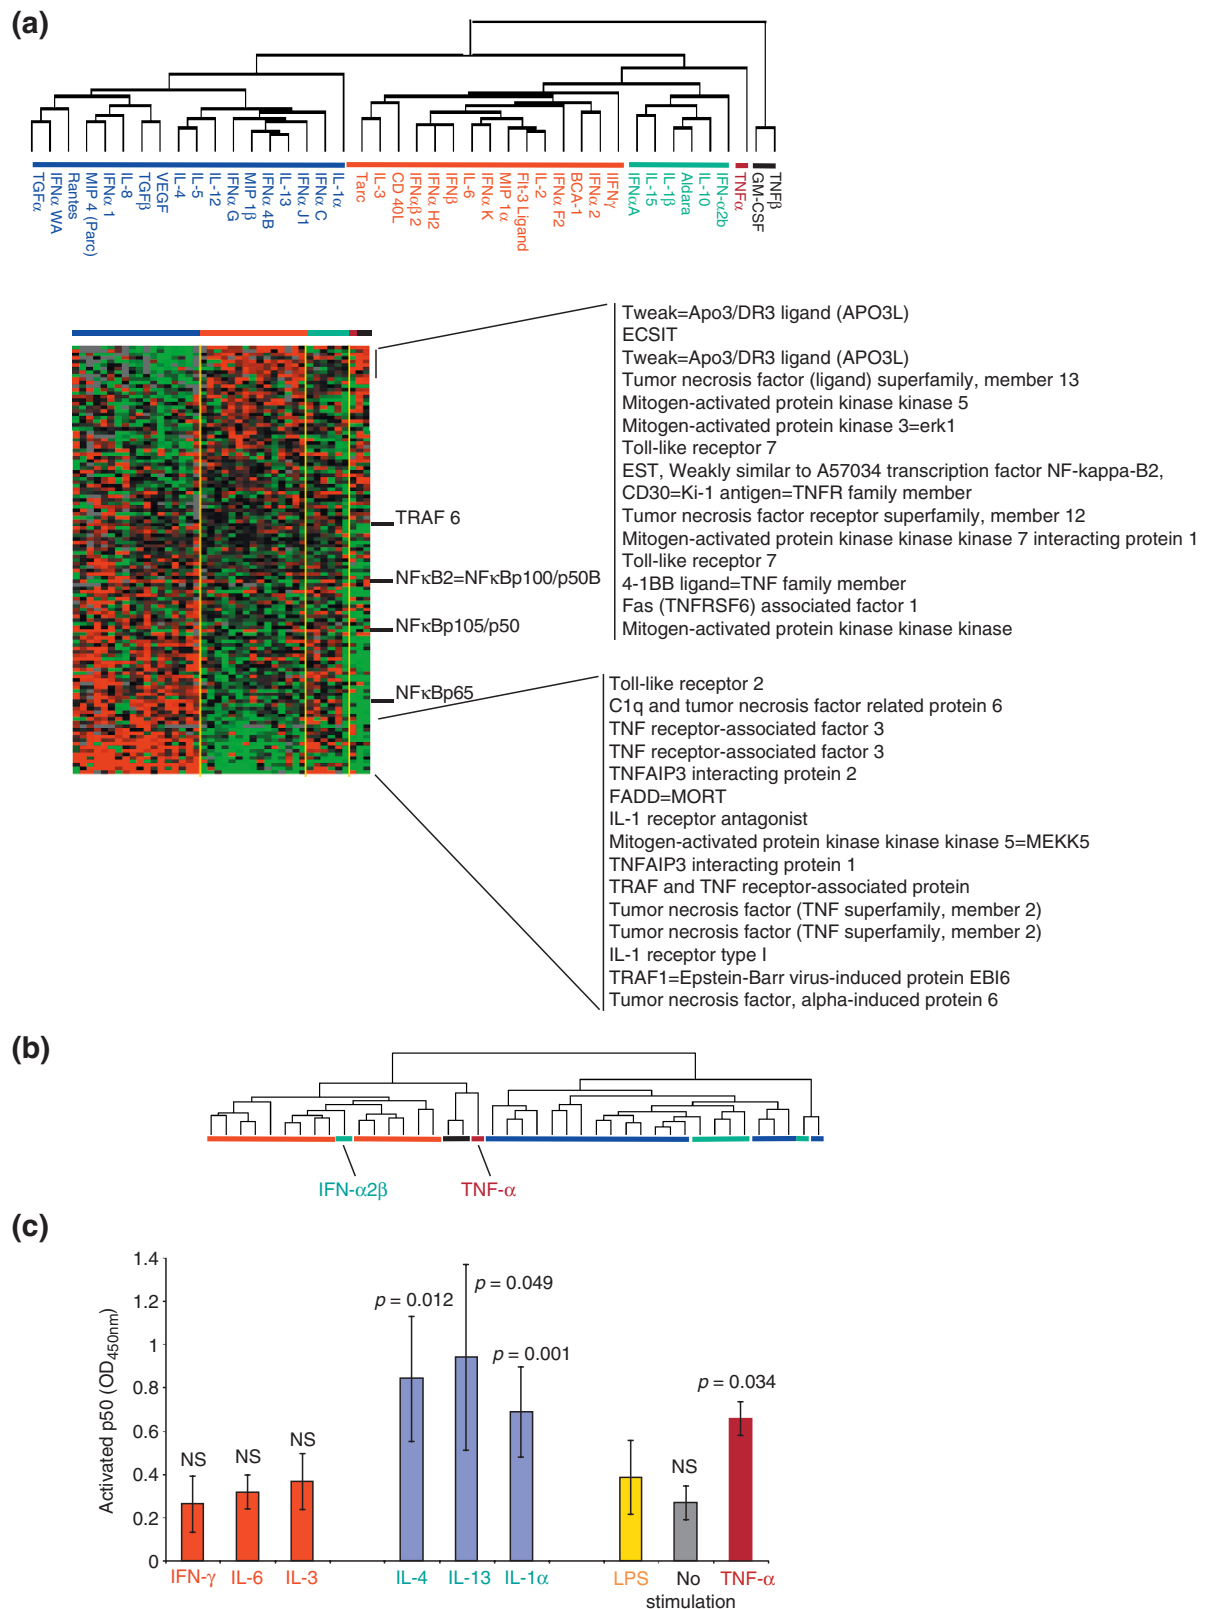 (a)
TGFα
IFNα WA
Rantes
MIP 4 (Parc)
IFNα 1
IL-8
TGFβ
VEGF
IL-4
IL-5
IL-12
IFNα G
MIP 1β
IFNα 4B
IL-13
IFNα J1
IFNα C
IL-1α
Tarc
IL-3
CD 40L
IFNαβ 2
IFNα H2
IFNβ
IL-6
IFNα K
MIP 1α
Flt-3 Ligand
IL-2
IFNα F2
BCA-1
IFNα 2
IIFNγ
IFNαA
IL-15
IL-1β
Aldara
IL-10
IFN-α2b
TNFα
GM-CSF
TNFβ
Tweak=Apo3/DR3 ligand (APO3L)
ECSIT
Tweak=Apo3/DR3 ligand (APO3L)
Tumor necrosis factor (ligand) superfamily, member 13
Mitogen-activated protein kinase kinase 5
Mitogen-activated protein kinase 3=erk1
Toll-like receptor 7
EST, Weakly similar to A57034 transcription factor NF-kappa-B2,
CD30=Ki-1 antigen=TNFR family member
Tumor necrosis factor receptor superfamily, member 12
Mitogen-activated protein kinase kinase kinase 7 interacting protein 1
Toll-like receptor 7
4-1BB ligand=TNF family member
Fas (TNFRSF6) associated factor 1
Mitogen-activated protein kinase kinase kinase
TRAF 6
NFκB2=NFκBp100/p50B
NFκBp105/p50
NFκBp65
Toll-like receptor 2
C1q and tumor necrosis factor related protein 6
TNF receptor-associated factor 3
TNF receptor-associated factor 3
TNFAIP3 interacting protein 2
FADD=MORT
IL-1 receptor antagonist
Mitogen-activated protein kinase kinase kinase 5=MEKK5
TNFAIP3 interacting protein 1
TRAF and TNF receptor-associated protein
Tumor necrosis factor (TNF superfamily, member 2)
Tumor necrosis factor (TNF superfamily, member 2)
IL-1 receptor type I
TRAF1=Epstein-Barr virus-induced protein EBI6
Tumor necrosis factor, alpha-induced protein 6
(b)
IFN-α2β
TNF-α
(c)
Activated p50 (OD450nm)
1.4
1.2
1
0.8
0.6
0.4
0.2
0
NS
NS
NS
p = 0.012
p = 0.049
p = 0.001
NS
p = 0.034
IFN-γ
IL-6
IL-3
IL-4
IL-13
IL-1α
LPS
No
stimulation
TNF-α